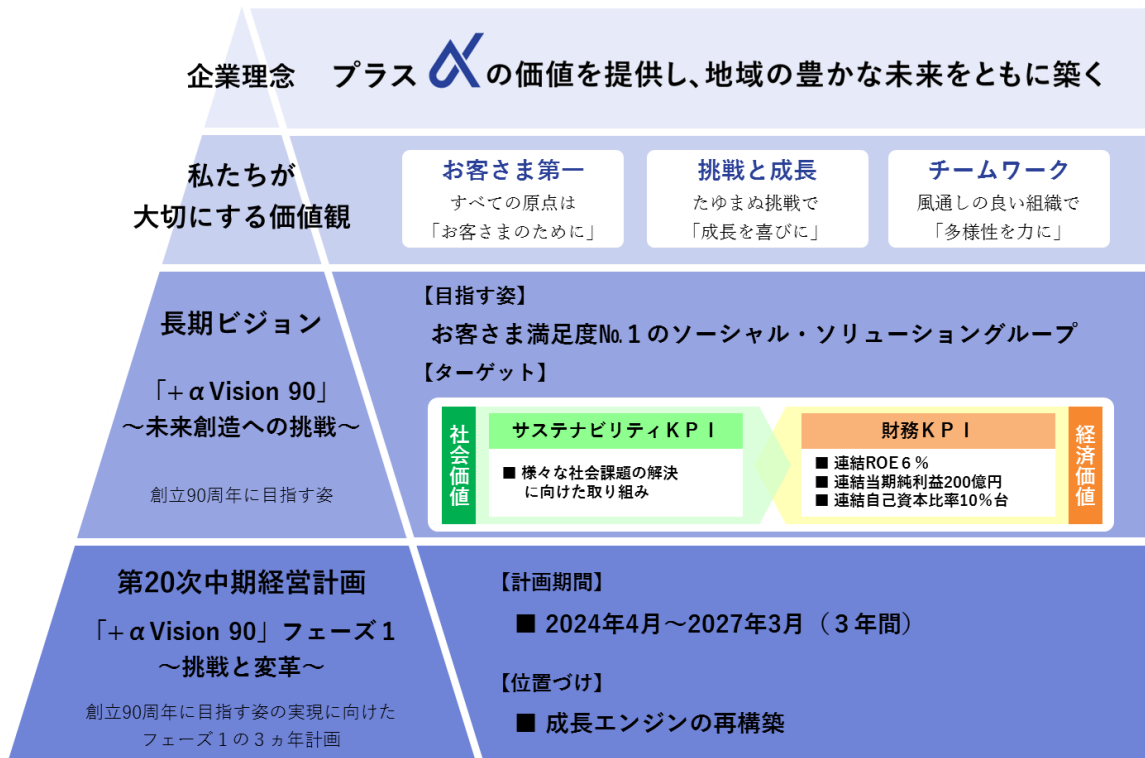 企業理念
プラスαの価値を提供し、地域の豊かな未来をともに築く
私たちが
大切にする価値観
お客さま第一
すべての原点は
「お客さまのために」
挑戦と成長
たゆまぬ挑戦で
「成長を喜びに」
チームワーク
風通しの良い組織で
「多様性を力に」
長期ビジョン
「+α Vision 90」
～未来創造への挑戦～
創立90周年に目指す姿
【目指す姿】
お客さま満足度№１のソーシャル・ソリューショングループ
【ターゲット】
社会価値
サステナビリティＫＰＩ
■ 様々な社会課題の解決
に向けた取り組み
財務ＫＰＩ
■ 連結ROE６％
■ 連結当期純利益200億円
■ 連結自己資本比率10％台
経済価値
第20次中期経営計画
「+α Vision 90」フェーズ１
～挑戦と変革～
創立90周年に目指す姿の実現に向けた
フェーズ１の３ヵ年計画
【計画期間】
■ 2024年4月～2027年3月（３年間）
【位置づけ】
■ 成長エンジンの再構築